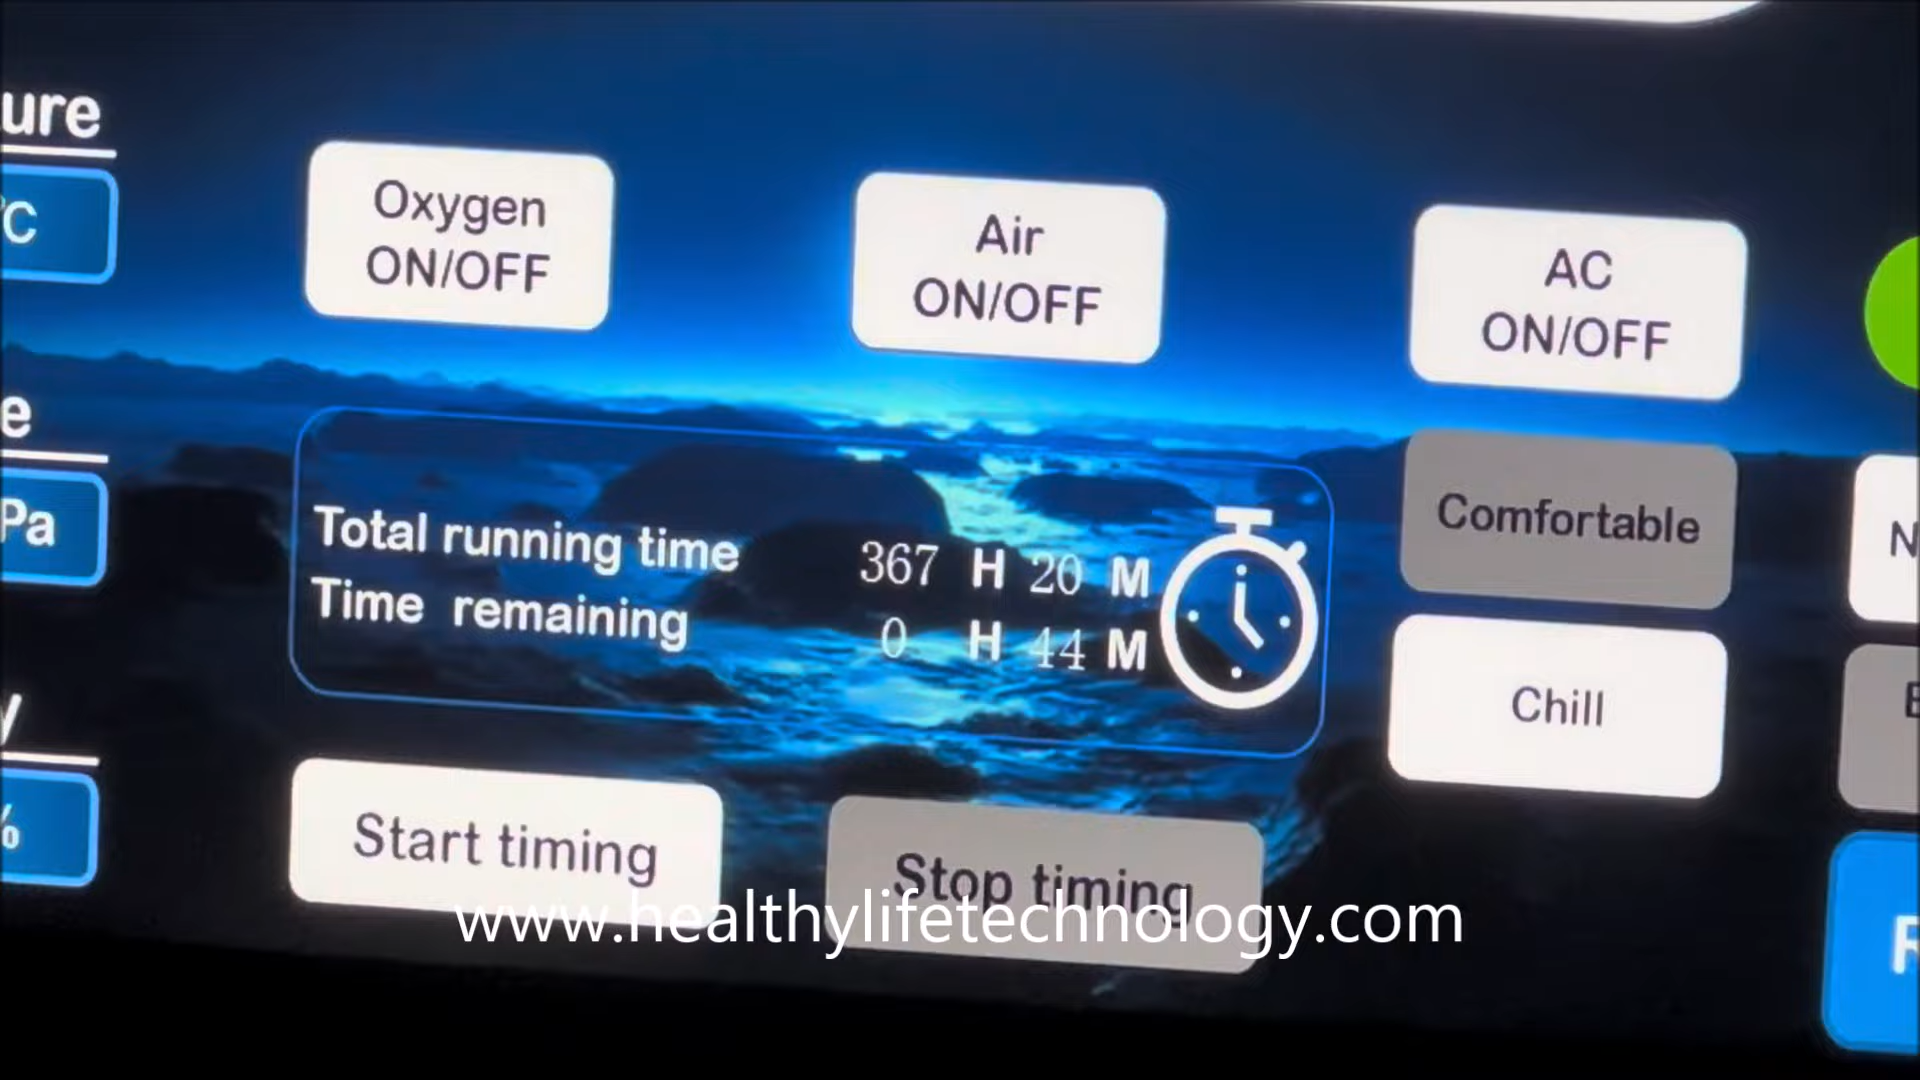 ure
°C
Oxygen
ON/OFF
Air
ON/OFF
AC
ON/OFF
e
Pa
Total running time 367 H 20 M
Time remaining 0 H 44 M
Comfortable
Chill
y
%
Start timing
Stop timing
www.healthylifetechnology.com